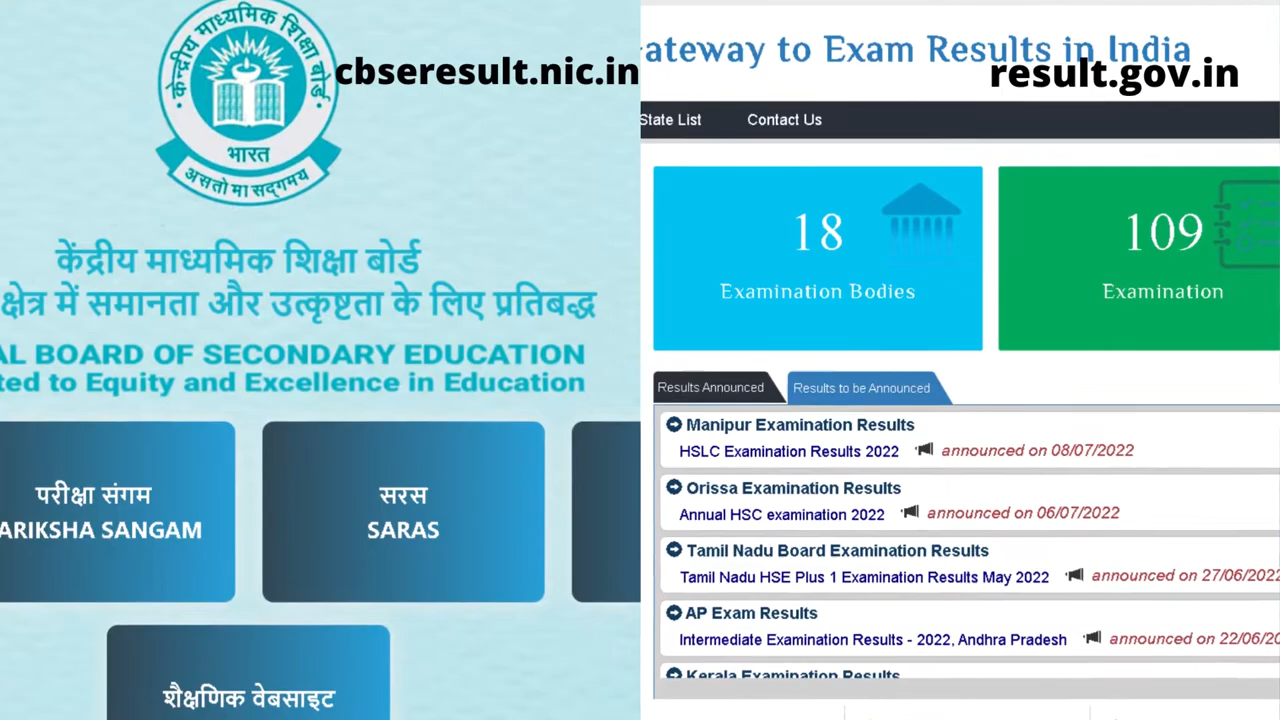 केन्द्रीय माध्यमिक शिक्षा बोर्ड
भारत
असतो मा सद्गमय
cbseresult.nic.in
केंद्रीय माध्यमिक शिक्षा बोर्ड
क्षेत्र में समानता और उत्कृष्टता के लिए प्रतिबद्ध
AL BOARD OF SECONDARY EDUCATION
ted to Equity and Excellence in Education
परीक्षा संगम
ARIKSHA SANGAM
सरस
SARAS
शैक्षणिक वेबसाइट
ateway to Exam Results in India
result.gov.in
State List Contact Us
18
Examination Bodies
109
Examination
Results Announced Results to be Announced
Manipur Examination Results
HSLC Examination Results 2022 announced on 08/07/2022
Orissa Examination Results
Annual HSC examination 2022 announced on 06/07/2022
Tamil Nadu Board Examination Results
Tamil Nadu HSE Plus 1 Examination Results May 2022 announced on 27/06/2022
AP Exam Results
Intermediate Examination Results - 2022, Andhra Pradesh announced on 22/06/20
Kerala Examination Results